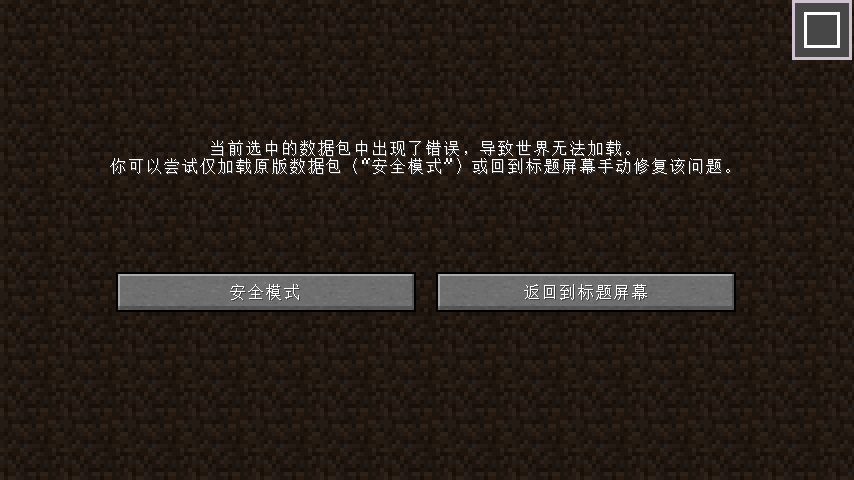 当前选中的数据包中出现了错误，导致世界无法加载。
你可以尝试仅加载原版数据包（“安全模式”）或回到标题屏幕手动修复该问题。
安全模式
返回到标题屏幕